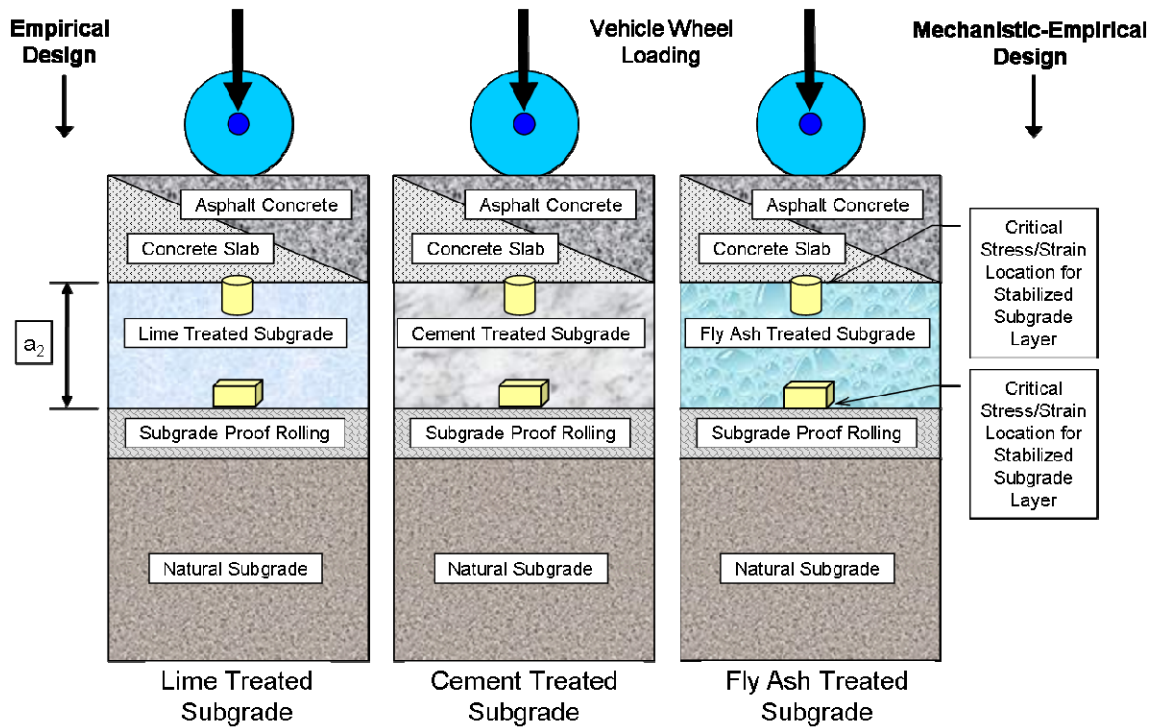 Empirical
Design
Vehicle Wheel
Loading
Mechanistic-Empirical
Design
Asphalt Concrete
Concrete Slab
Asphalt Concrete
Concrete Slab
Asphalt Concrete
Concrete Slab
Critical
Stress/Strain
Location for
Stabilized
Subgrade
Layer
a2
Lime Treated Subgrade
Cement Treated Subgrade
Fly Ash Treated Subgrade
Critical
Stress/Strain
Location for
Stabilized
Subgrade
Layer
Subgrade Proof Rolling
Subgrade Proof Rolling
Subgrade Proof Rolling
Natural Subgrade
Natural Subgrade
Natural Subgrade
Lime Treated
Subgrade
Cement Treated
Subgrade
Fly Ash Treated
Subgrade